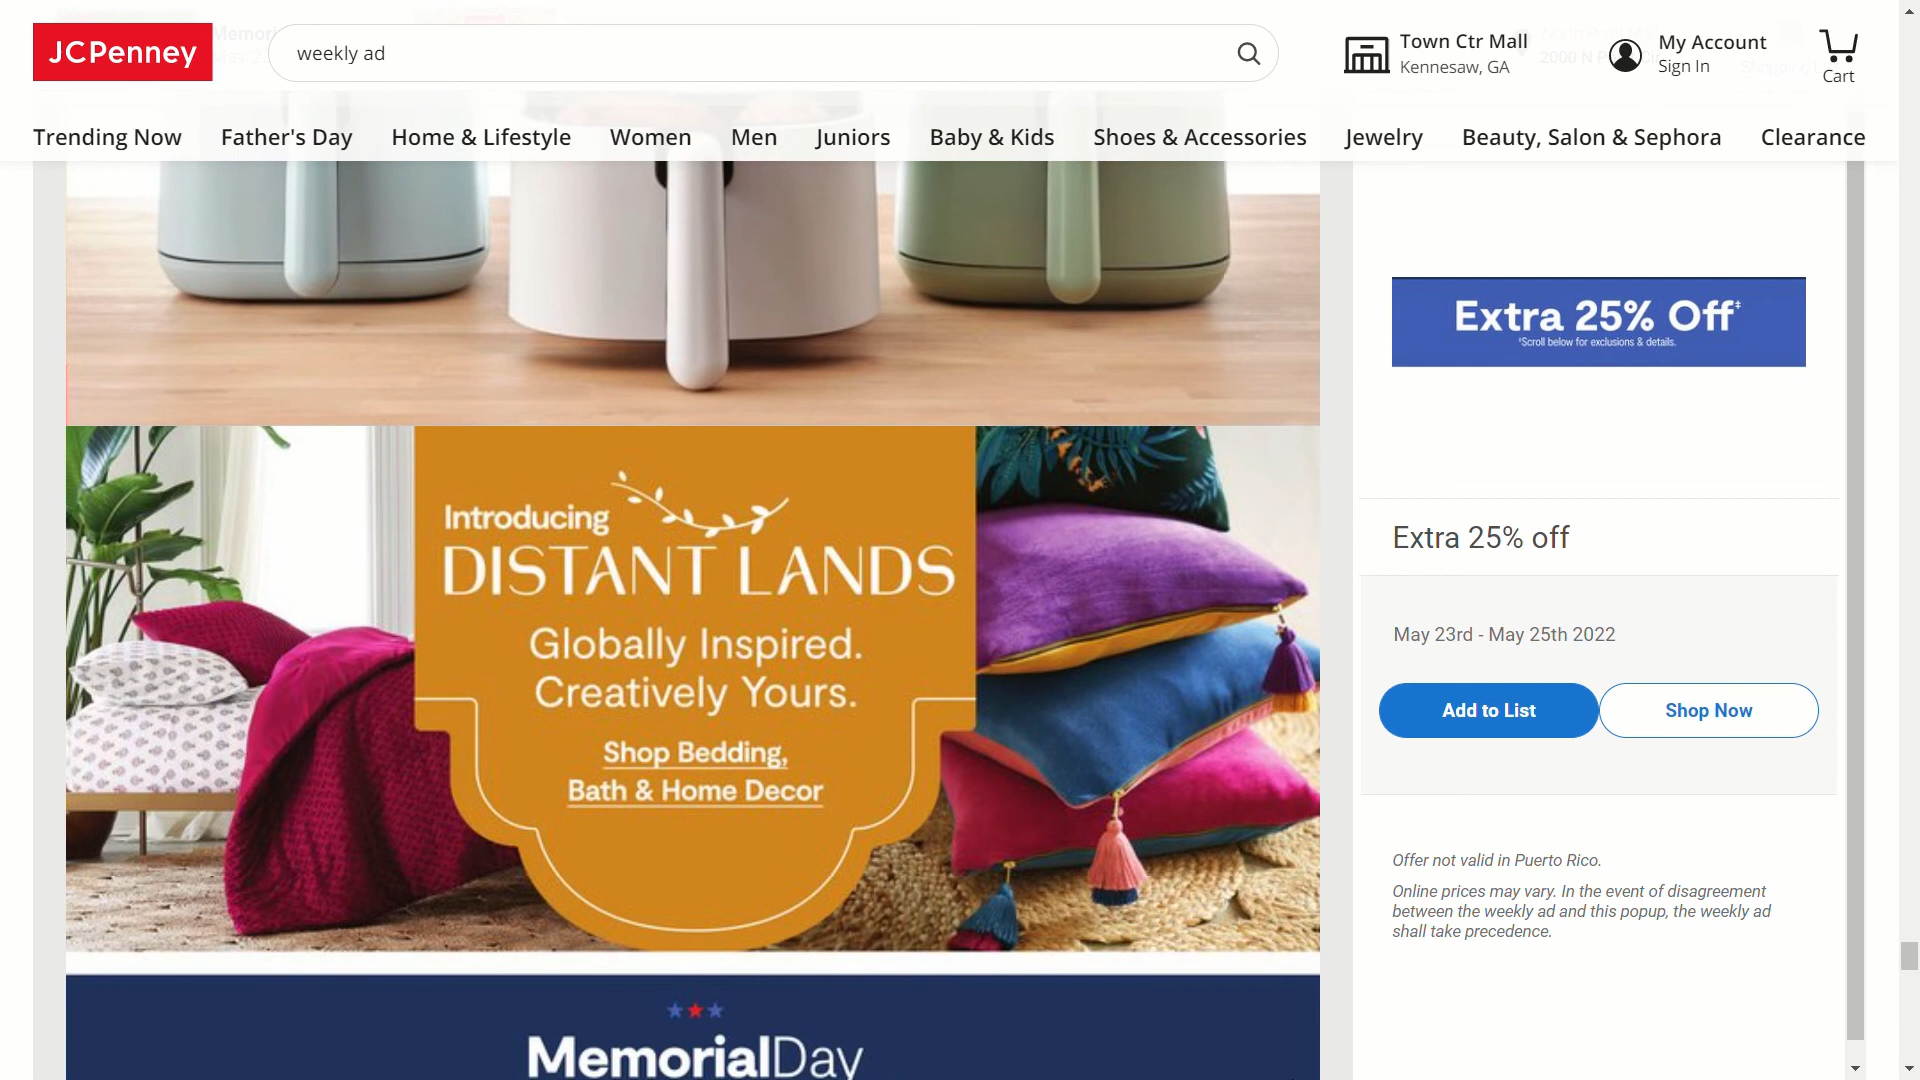 JCPenney
weekly ad
Town Ctr Mall
Kennesaw, GA
My Account
Sign In
Cart
Trending Now
Father's Day
Home & Lifestyle
Women
Men
Juniors
Baby & Kids
Shoes & Accessories
Jewelry
Beauty, Salon & Sephora
Clearance
Introducing
DISTANT LANDS
Globally Inspired.
Creatively Yours.
Shop Bedding,
Bath & Home Decor
MemorialDay
Extra 25% Off‡
†Scroll below for exclusions & details.
Extra 25% off
May 23rd - May 25th 2022
Add to List
Shop Now
Offer not valid in Puerto Rico.
Online prices may vary. In the event of disagreement
between the weekly ad and this popup, the weekly ad
shall take precedence.